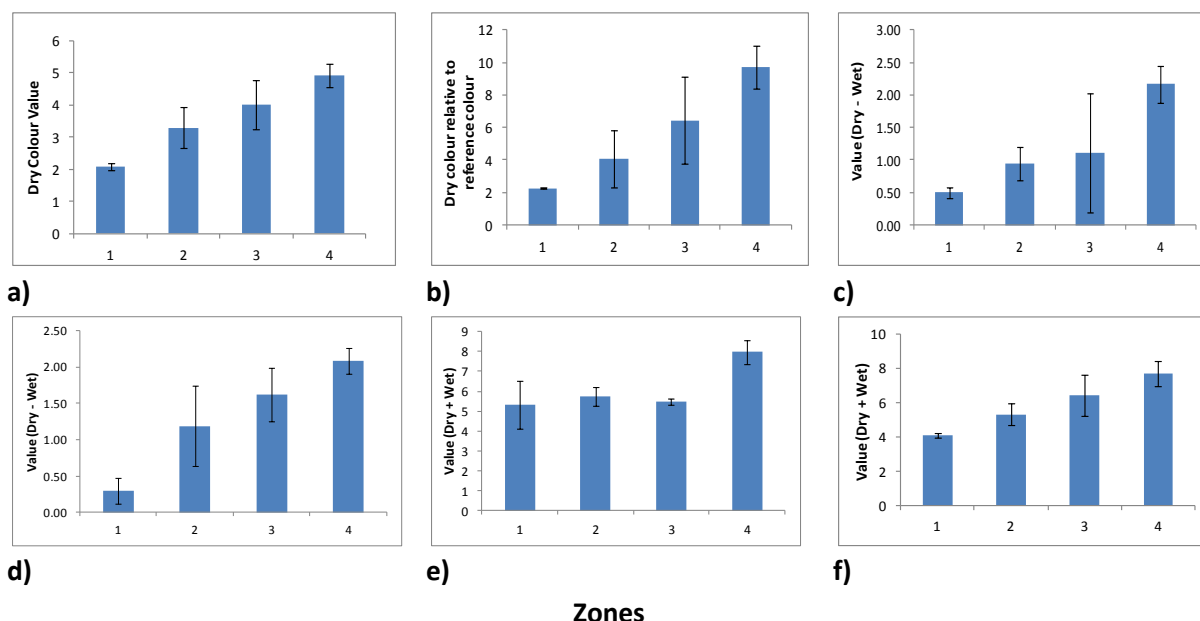 Dry Colour Value
6
5
4
3
2
1
0
1 2 3 4
a)
Dry colour relative to
reference colour
12
10
8
6
4
2
0
1 2 3 4
b)
Value (Dry - Wet)
3.00
2.50
2.00
1.50
1.00
0.50
0.00
1 2 3 4
c)
Value (Dry - Wet)
2.50
2.00
1.50
1.00
0.50
0.00
1 2 3 4
d)
Value (Dry + Wet)
9
8
7
6
5
4
3
2
1
0
1 2 3 4
e)
Value (Dry + Wet)
10
8
6
4
2
0
1 2 3 4
f)
Zones